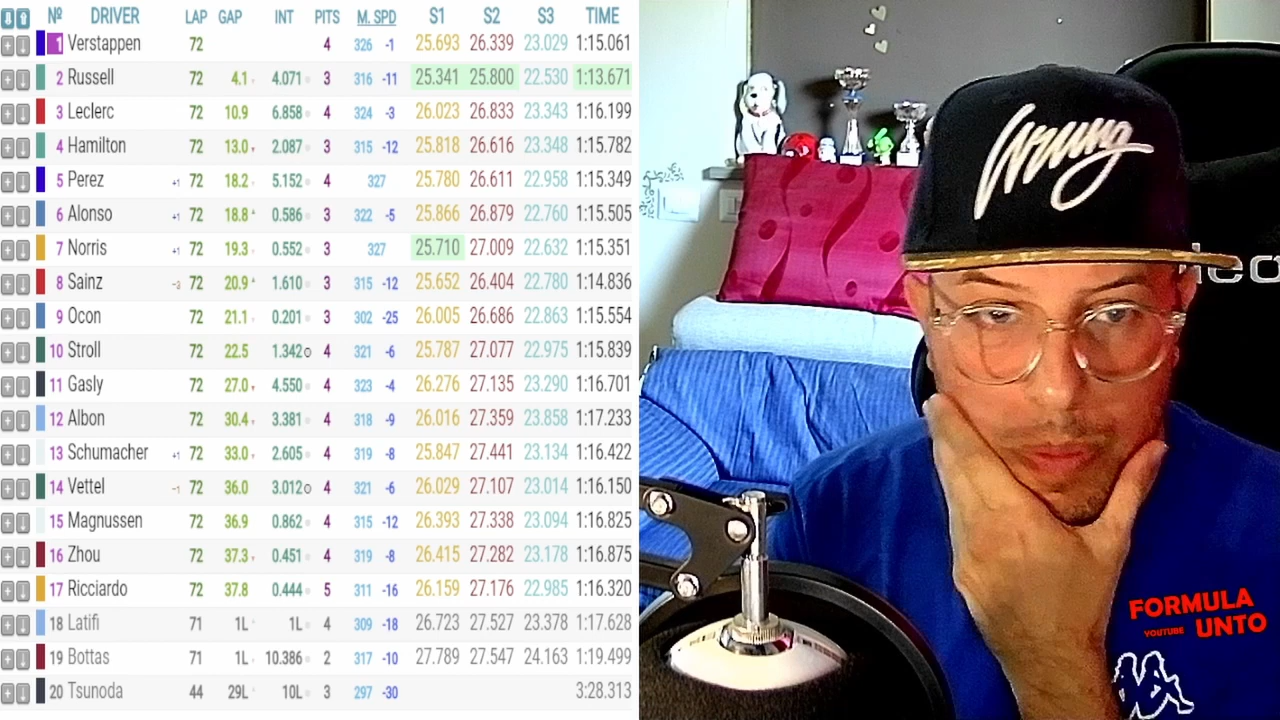 Nº DRIVER LAP GAP INT PITS M. SPD S1 S2 S3 TIME
1 Verstappen 72 4 326 -1 25.693 26.339 23.029 1:15.061
2 Russell 72 4.1 4.071 3 316 -11 25.341 25.800 22.530 1:13.671
3 Leclerc 72 10.9 6.858 4 324 -3 26.023 26.833 23.343 1:16.199
4 Hamilton 72 13.0 2.087 3 315 -12 25.818 26.616 23.348 1:15.782
5 Perez +1 72 18.2 5.152 4 327 25.780 26.611 22.958 1:15.349
6 Alonso +1 72 18.8 0.586 3 322 -5 25.866 26.879 22.760 1:15.505
7 Norris +1 72 19.3 0.552 3 327 25.710 27.009 22.632 1:15.351
8 Sainz -3 72 20.9 1.610 3 315 -12 25.652 26.404 22.780 1:14.836
9 Ocon 72 21.1 0.201 3 302 -25 26.005 26.686 22.863 1:15.554
10 Stroll 72 22.5 1.342 4 321 -6 25.787 27.077 22.975 1:15.839
11 Gasly 72 27.0 4.550 4 323 -4 26.276 27.135 23.290 1:16.701
12 Albon 72 30.4 3.381 4 318 -9 26.016 27.359 23.858 1:17.233
13 Schumacher +1 72 33.0 2.605 4 319 -8 25.847 27.441 23.134 1:16.422
14 Vettel -1 72 36.0 3.012 4 321 -6 26.029 27.107 23.014 1:16.150
15 Magnussen 72 36.9 0.862 4 315 -12 26.393 27.338 23.094 1:16.825
16 Zhou 72 37.3 0.451 4 319 -8 26.415 27.282 23.178 1:16.875
17 Ricciardo 72 37.8 0.444 5 311 -16 26.159 27.176 22.985 1:16.320
18 Latifi 71 1L 1L 4 309 -18 26.723 27.527 23.378 1:17.628
19 Bottas 71 1L 10.386 2 317 -10 27.789 27.547 24.163 1:19.499
20 Tsunoda 44 29L 10L 3 297 -30 3:28.313
Wrung
FORMULA
YOUTUBE UNTO